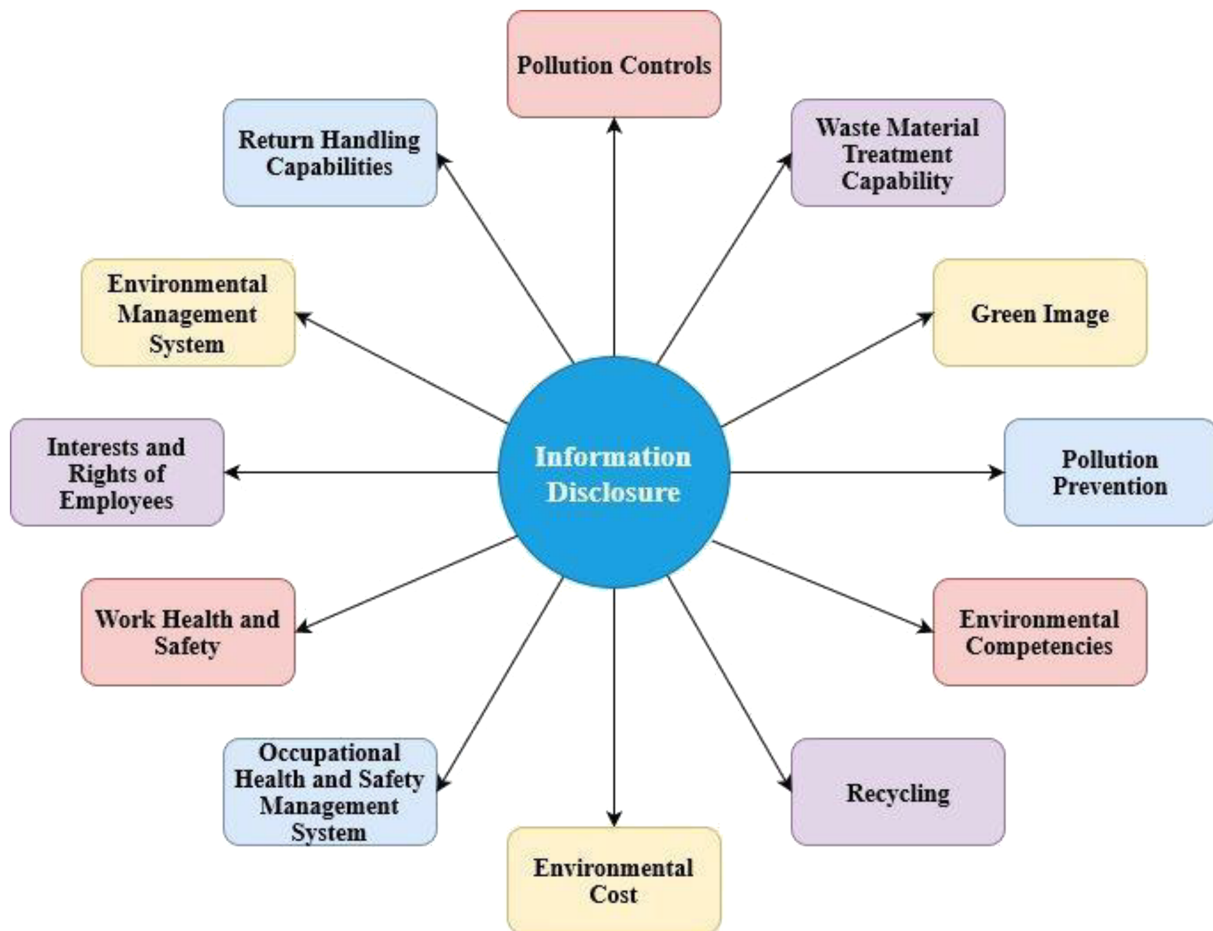 Pollution Controls
Return Handling
Capabilities
Waste Material
Treatment
Capability
Environmental
Management
System
Green Image
Interests and
Rights of
Employees
Information
Disclosure
Pollution
Prevention
Work Health and
Safety
Environmental
Competencies
Occupational
Health and Safety
Management
System
Recycling
Environmental
Cost